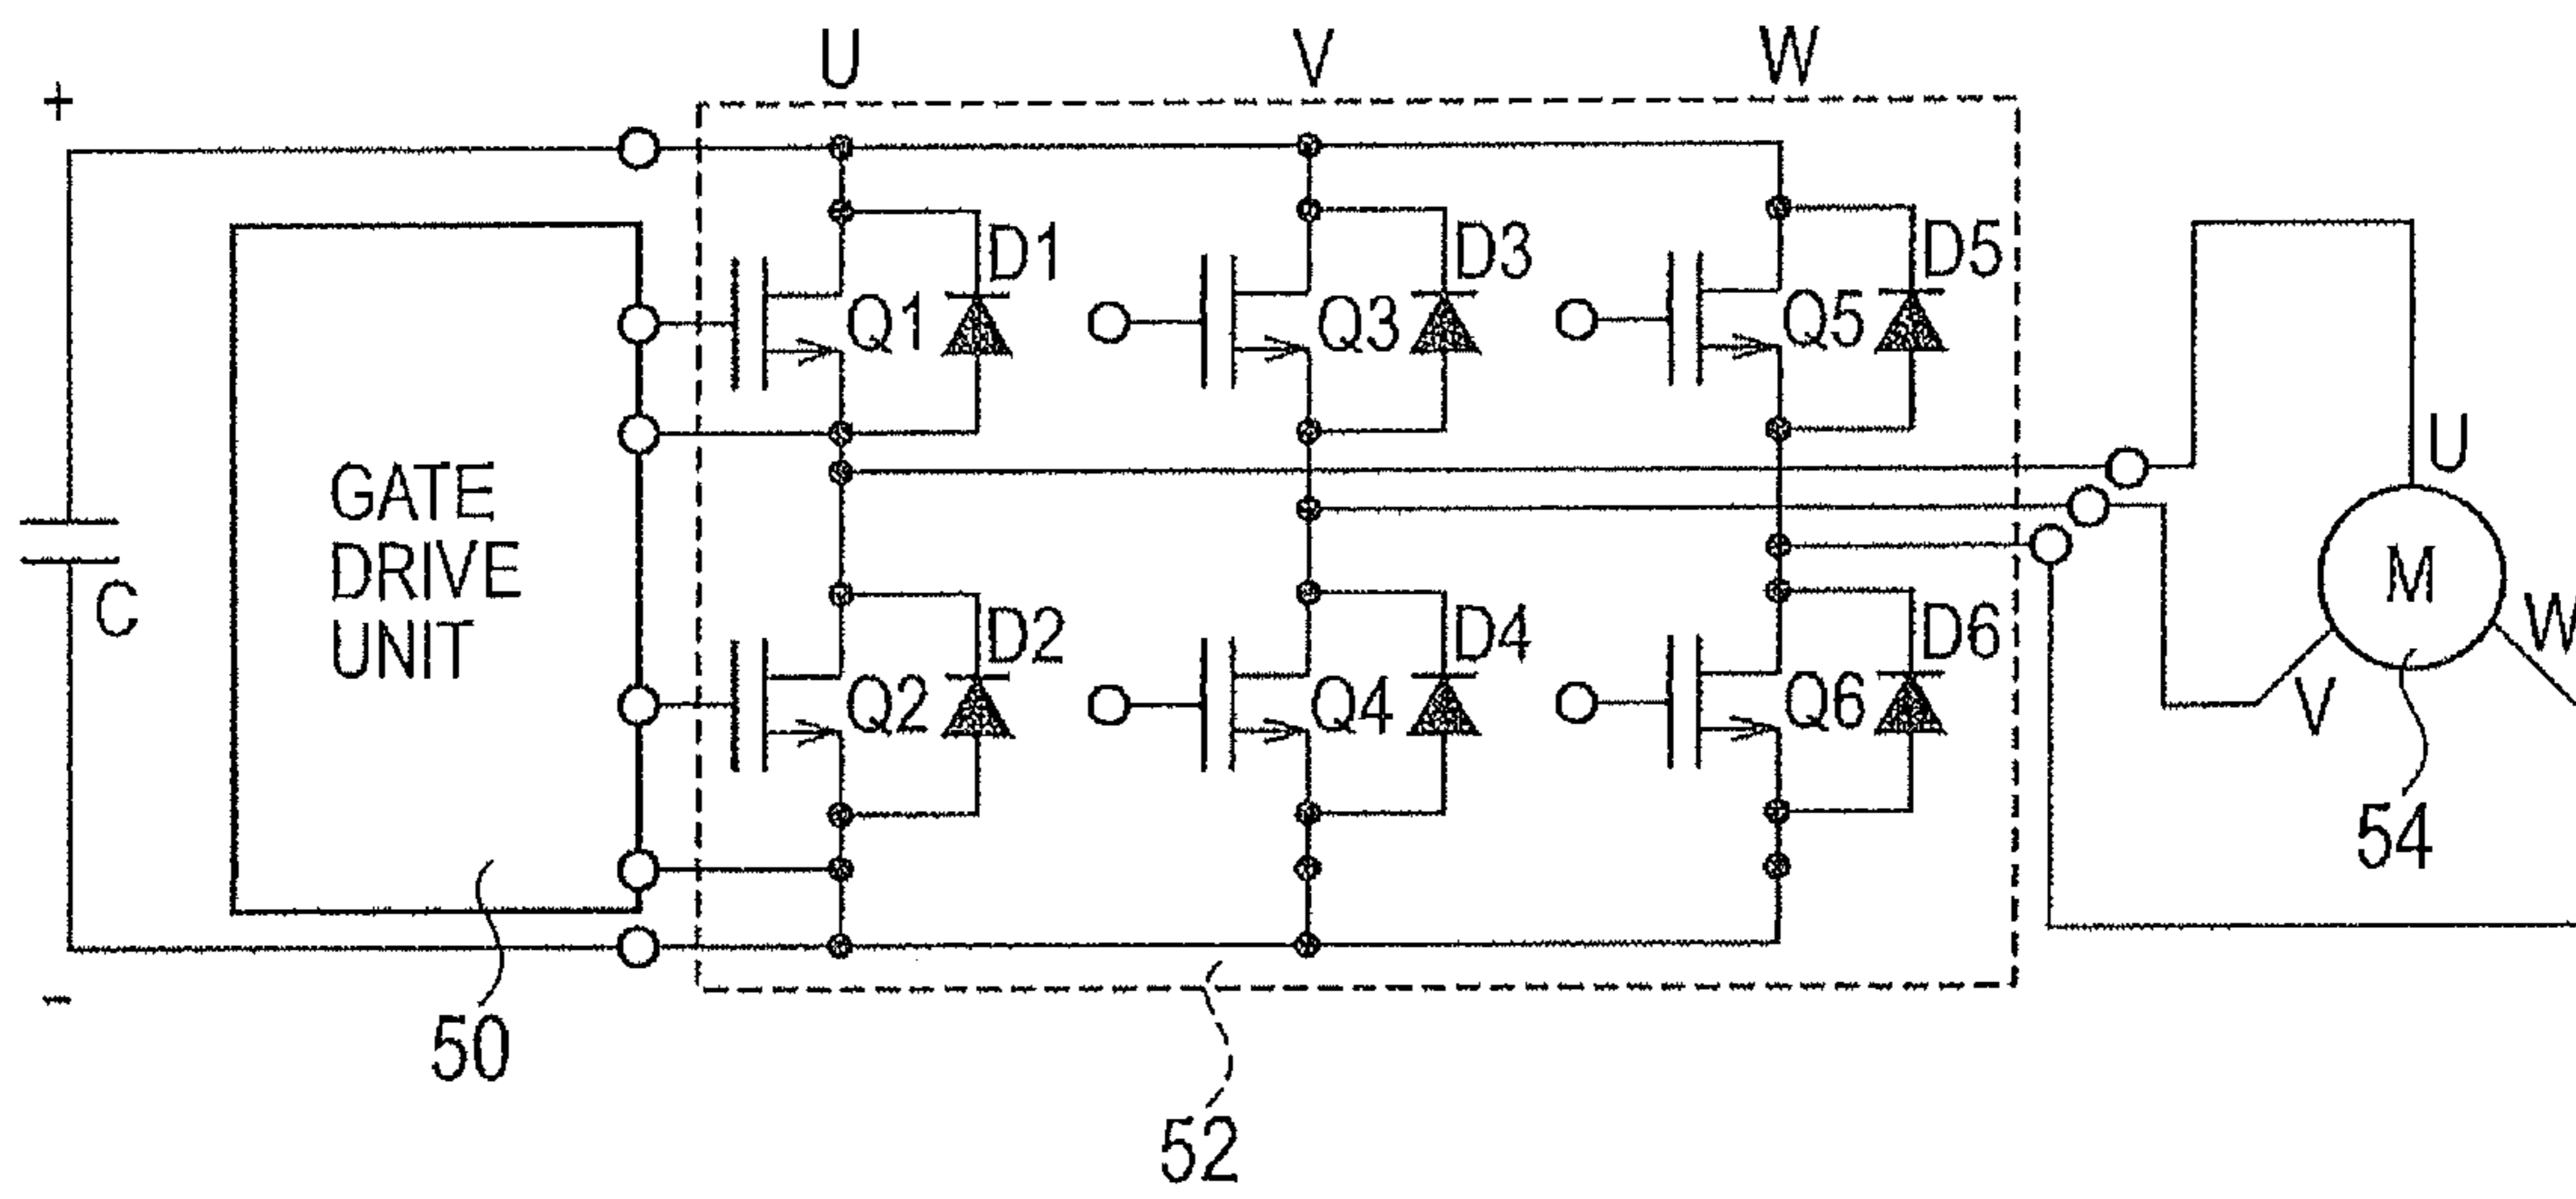 U V W
+
D1 D3 D5
Q1 Q3 Q5
U
GATE
DRIVE
UNIT
C
M
W
D2 D4 D6
Q2 Q4 Q6
V
54
-
50
52